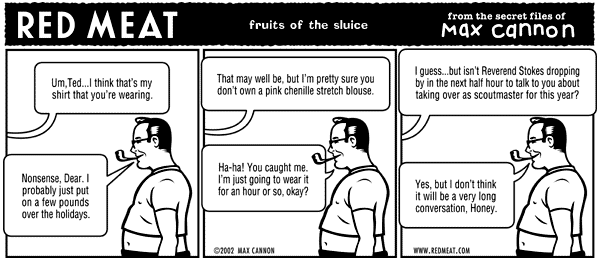 RED MEAT
fruits of the sluice
from the secret files of
Max cannon
Um,Ted...I think that's my
shirt that you're wearing.
Nonsense, Dear. I
probably just put
on a few pounds
over the holidays.
That may well be, but I'm pretty sure you
don't own a pink chenille stretch blouse.
Ha-ha! You caught me.
I'm just going to wear it
for an hour or so, okay?
©2002 MAX CANNON
I guess...but isn't Reverend Stokes dropping
by in the next half hour to talk to you about
taking over as scoutmaster for this year?
Yes, but I don't think
it will be a very long
conversation, Honey.
WWW.REDMEAT.COM